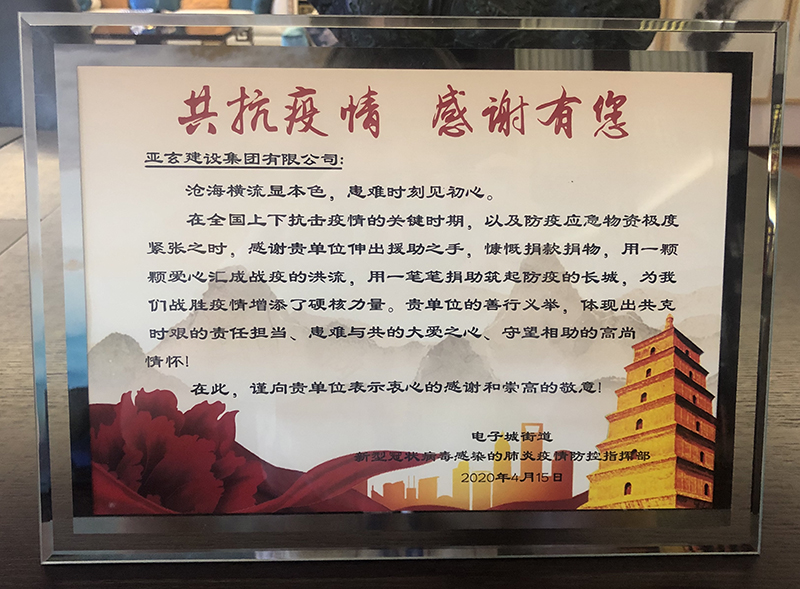 共抗疫情 感谢有您
亚玄建设集团有限公司:
沧海横流显本色，患难时刻见初心。
在全国上下抗击疫情的关键时期，以及防疫应急物资极度
紧张之时，感谢贵单位伸出援助之手，慷慨捐款捐物，用一颗
颗爱心汇成战疫的洪流，用一笔笔捐助筑起防疫的长城，为我
们战胜疫情增添了硬核力量。贵单位的善行义举，体现出共克
时艰的责任担当、患难与共的大爱之心、守望相助的高尚
情怀!
在此，谨向贵单位表示衷心的感谢和崇高的敬意!
电子城街道
新型冠状病毒感染的肺炎疫情防控指挥部
2020年4月15日